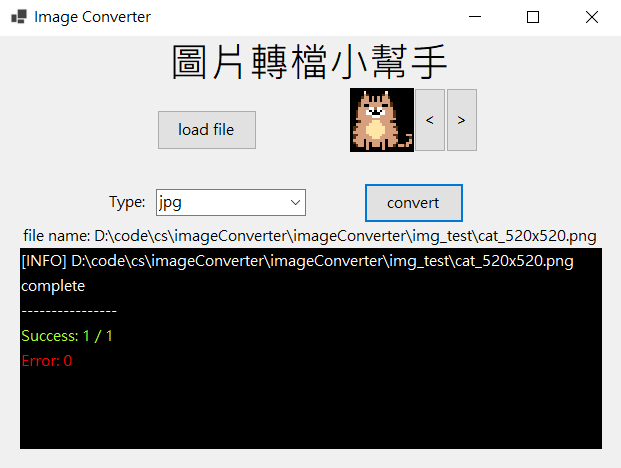 Image Converter
圖片轉檔小幫手
load file
<
>
Type:
jpg
convert
file name: D:\code\cs\imageConverter\imageConverter\img_test\cat_520x520.png
[INFO] D:\code\cs\imageConverter\imageConverter\img_test\cat_520x520.png
complete
----------------
Success: 1 / 1
Error: 0